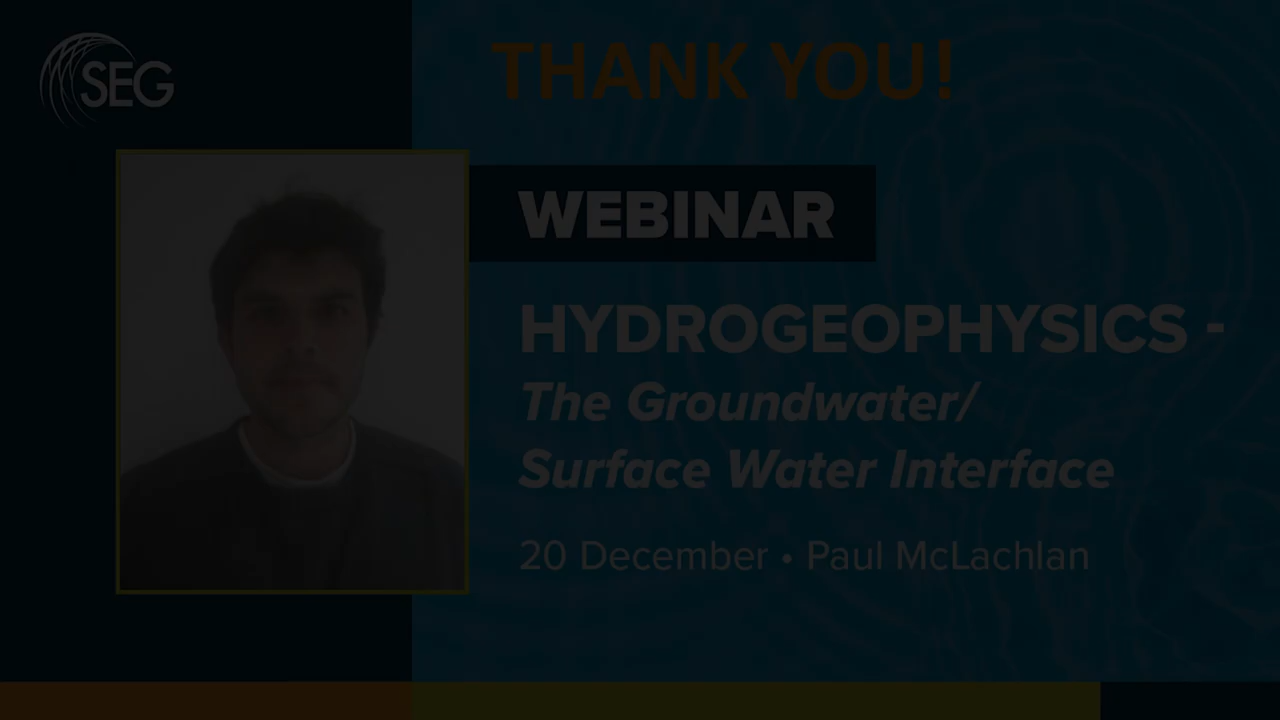 SEG
THANK YOU!
WEBINAR
HYDROGEOPHYSICS -
The Groundwater/
Surface Water Interface
20 December • Paul McLachlan